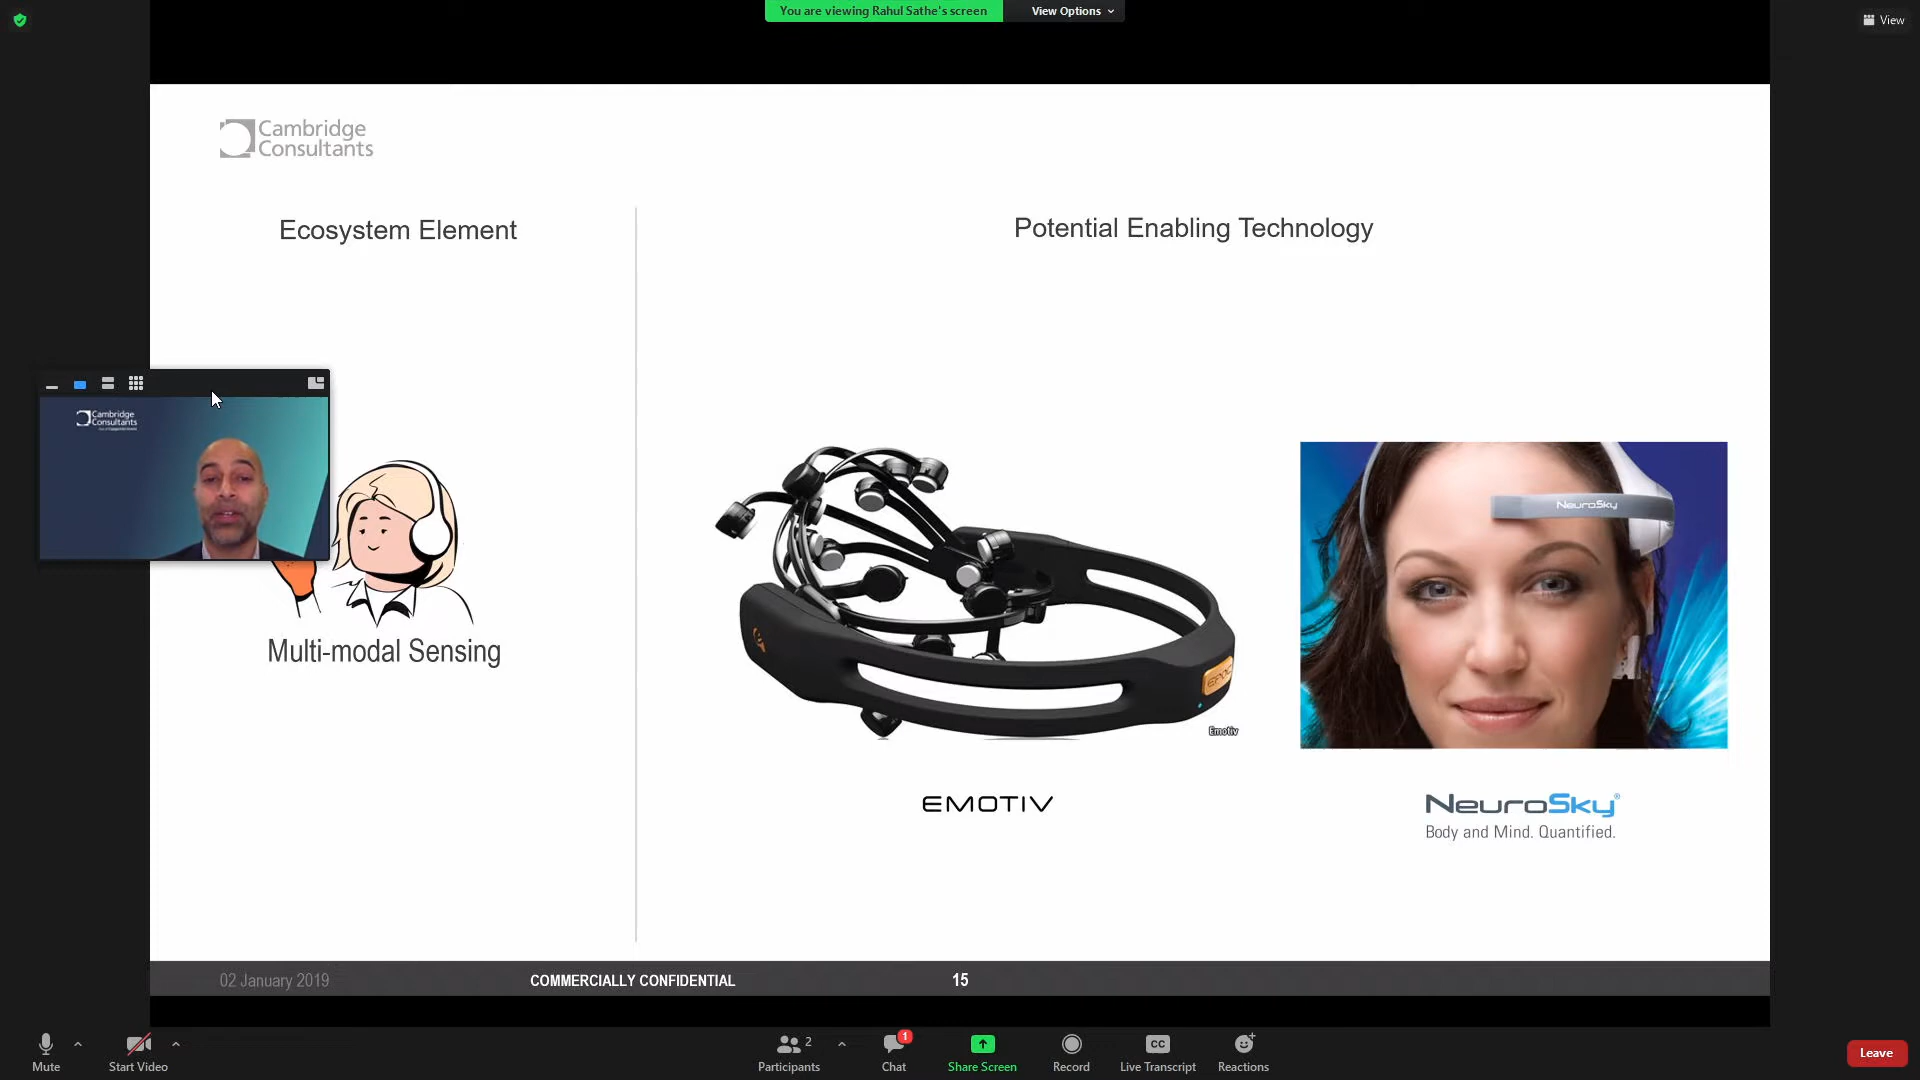 You are viewing Rahul Sathe's screen
View Options
View
Cambridge
Consultants
Ecosystem Element
Potential Enabling Technology
Cambridge
Consultants
Multi-modal Sensing
EPOC
Emotiv
EMOTIV
NeuroSky
NeuroSky®
Body and Mind. Quantified.
02 January 2019
COMMERCIALLY CONFIDENTIAL
15
Mute
Start Video
2
Participants
1
Chat
Share Screen
Record
CC
Live Transcript
Reactions
Leave